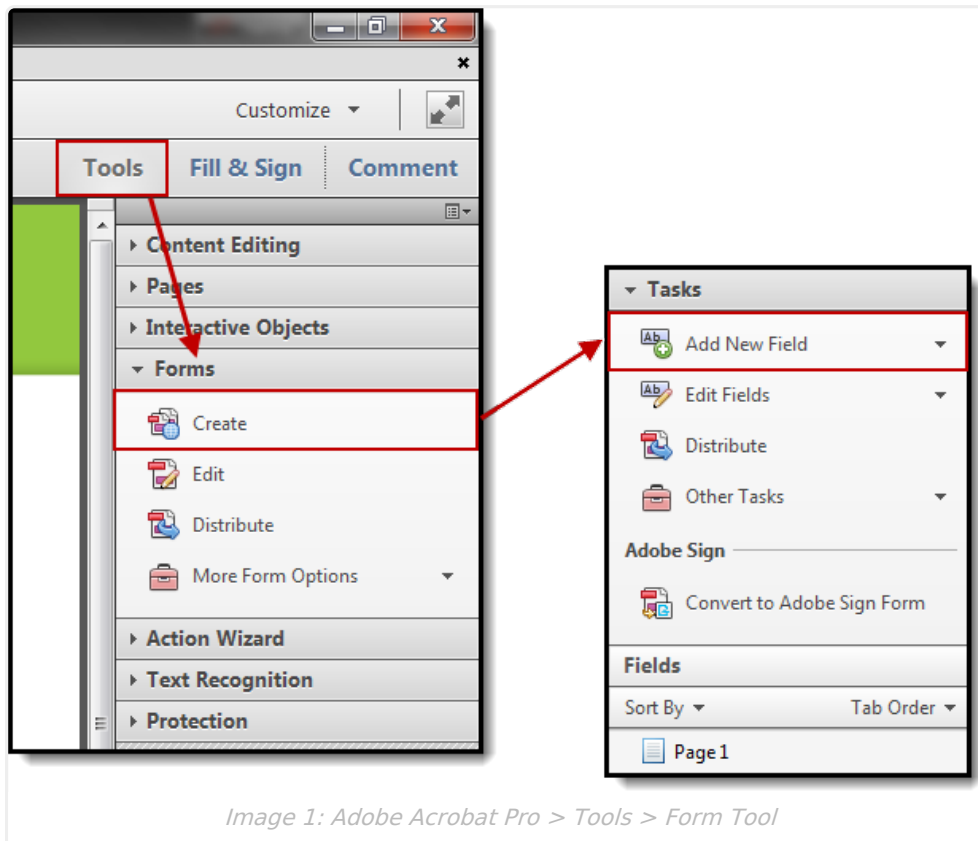 Customize
Tools Fill & Sign Comment
Content Editing
Pages
Interactive Objects
Forms
Create
Edit
Distribute
More Form Options
Action Wizard
Text Recognition
Protection
Tasks
Ab Add New Field
Ab Edit Fields
Distribute
Other Tasks
Adobe Sign
Convert to Adobe Sign Form
Fields
Sort By Tab Order
Page 1
Image 1: Adobe Acrobat Pro > Tools > Form Tool